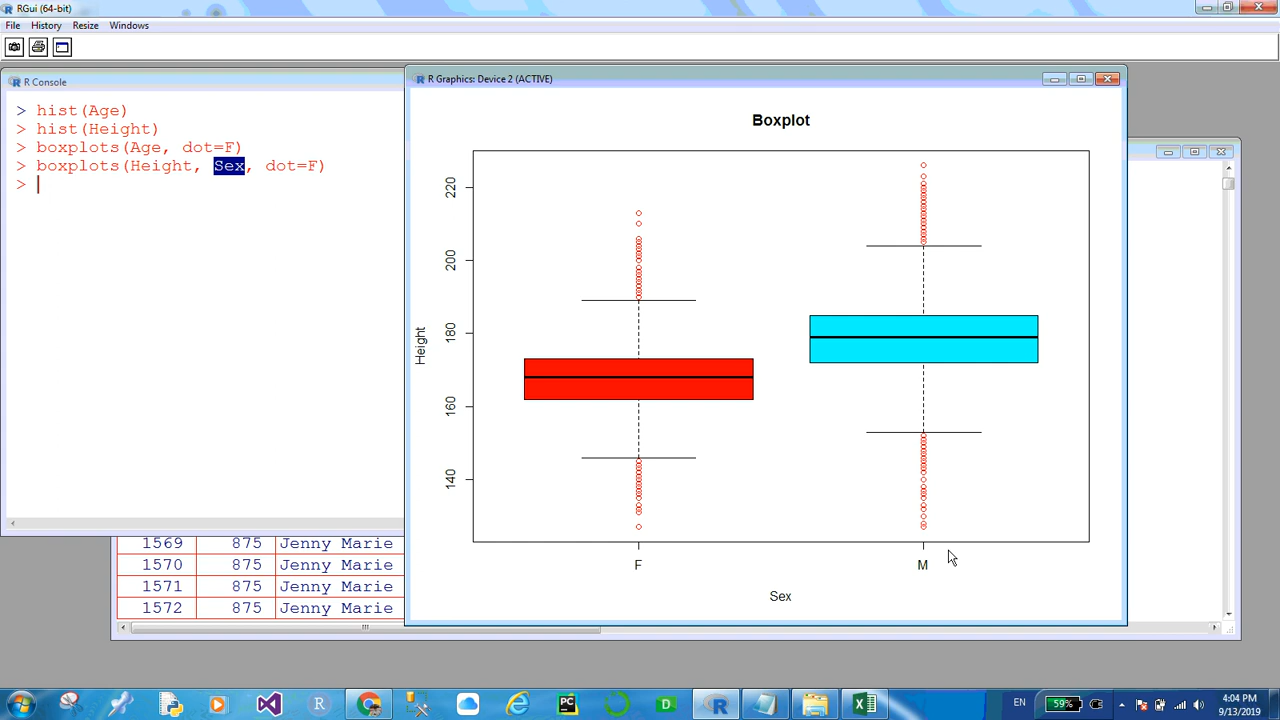 RGui (64-bit)
File History Resize Windows
R Console
> hist(Age)
> hist(Height)
> boxplots(Age, dot=F)
> boxplots(Height, Sex, dot=F)
>
R Graphics: Device 2 (ACTIVE)
Boxplot
220
200
180
160
140
Height
F M
Sex
1569 875 Jenny Marie
1570 875 Jenny Marie
1571 875 Jenny Marie
1572 875 Jenny Marie
EN 59% 4:04 PM
9/13/2019